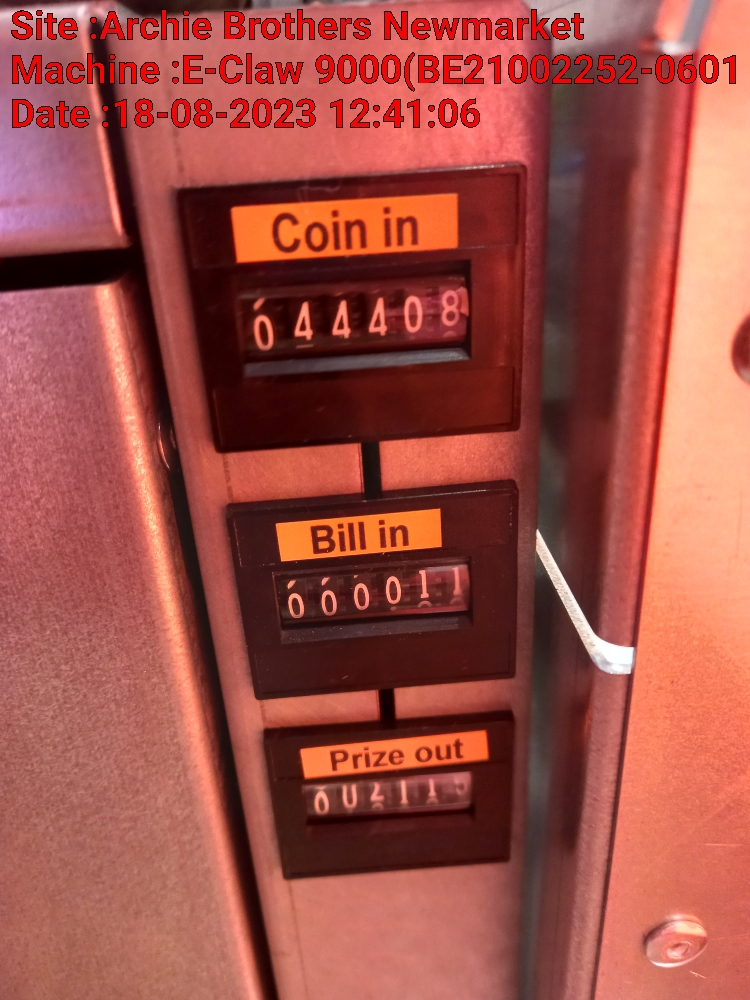 Site :Archie Brothers Newmarket
Machine :E-Claw 9000(BE21002252-0601
Date :18-08-2023 12:41:06
Coin in
044408
Bill in
000011
Prize out